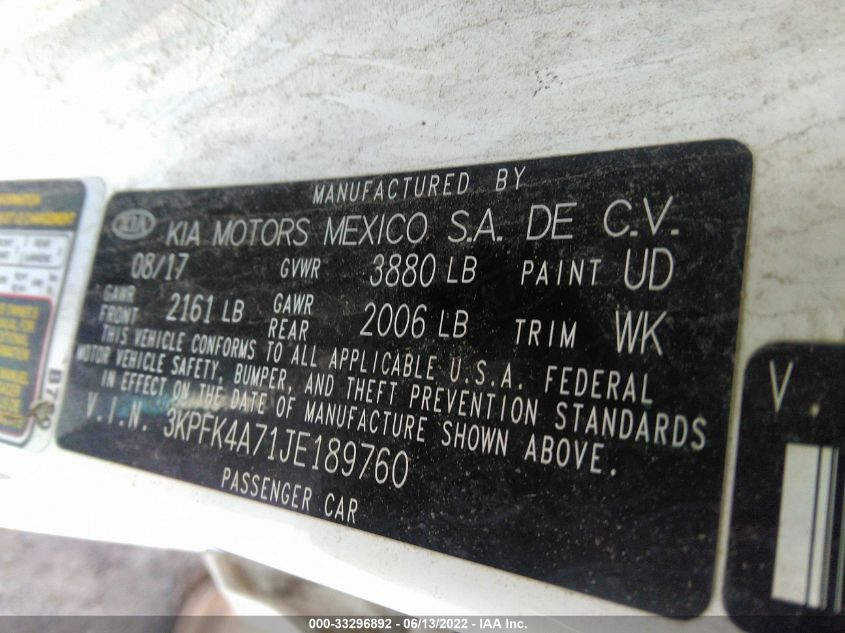 MANUFACTURED BY
KIA KIA MOTORS MEXICO S.A. DE C.V.
08/17 GVWR 3880 LB PAINT UD
GAWR FRONT 2161 LB GAWR REAR 2006 LB TRIM WK
THIS VEHICLE CONFORMS TO ALL APPLICABLE U.S.A. FEDERAL
MOTOR VEHICLE SAFETY, BUMPER, AND THEFT PREVENTION STANDARDS
IN EFFECT ON THE DATE OF MANUFACTURE SHOWN ABOVE.
V.I.N. 3KPFK4A71JE189760
PASSENGER CAR
V.
000-33296892 - 06/13/2022 - IAA Inc.